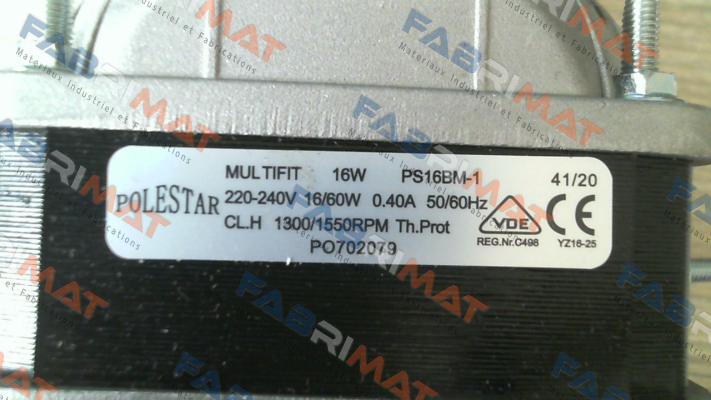 MULTIFIT 16W PS16BM-1 41/20
POLESTAR 220-240V 16/60W 0.40A 50/60Hz
CL.H 1300/1550RPM Th.Prot
PO702079
VDE
REG.Nr.C498
CE
YZ16-25
FABRIMAT
Materiaux Industriel et Fabrications